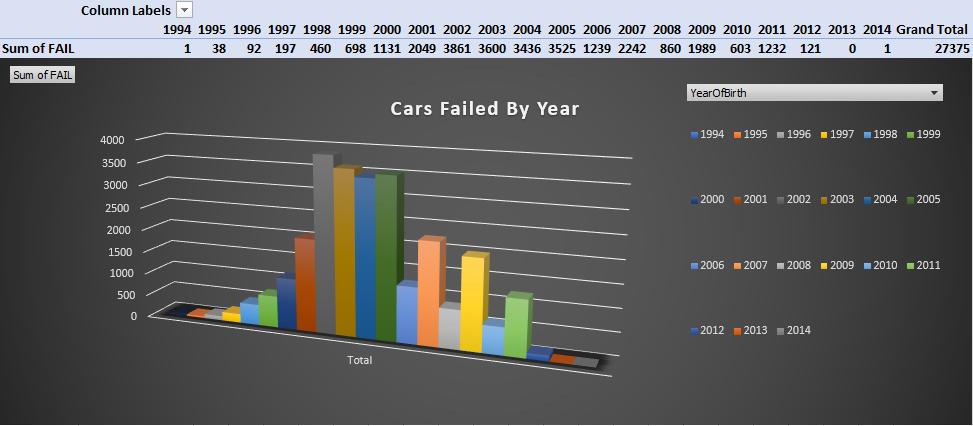 Column Labels
1994 1995 1996 1997 1998 1999 2000 2001 2002 2003 2004 2005 2006 2007 2008 2009 2010 2011 2012 2013 2014 Grand Total
Sum of FAIL 1 38 92 197 460 698 1131 2049 3861 3600 3436 3525 1239 2242 860 1989 603 1232 121 0 1 27375
Sum of FAIL
Cars Failed By Year
YearOfBirth
4000
3500
3000
2500
2000
1500
1000
500
0
Total
1994 1995 1996 1997 1998 1999
2000 2001 2002 2003 2004 2005
2006 2007 2008 2009 2010 2011
2012 2013 2014